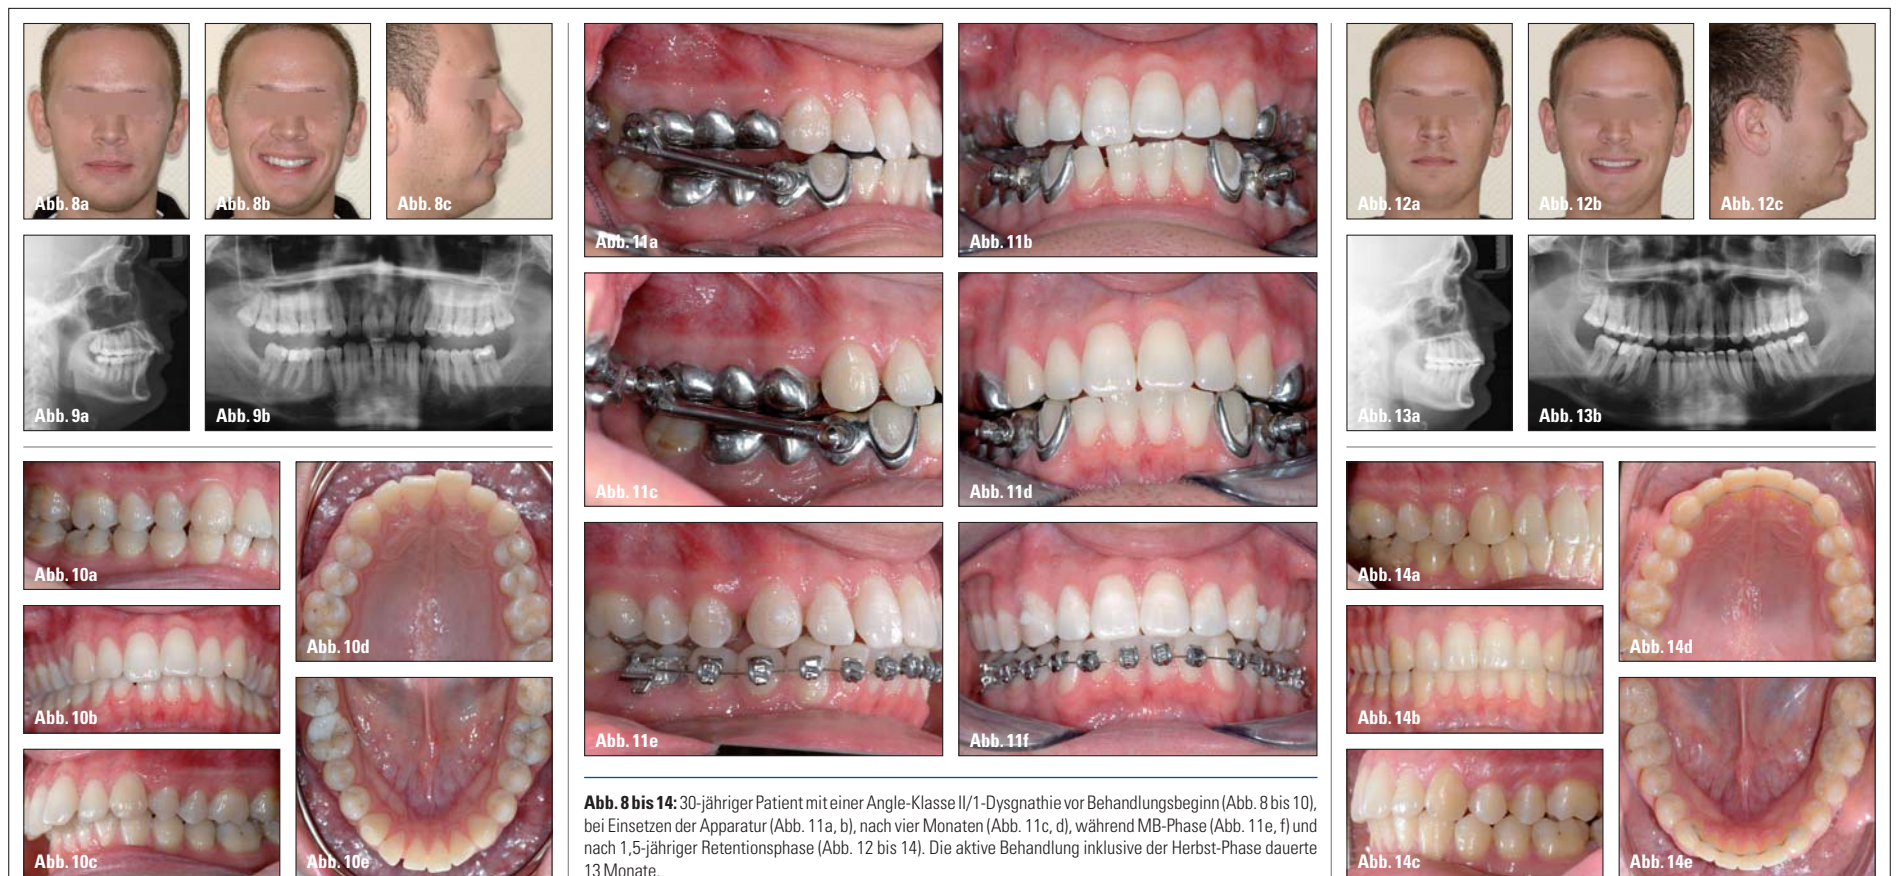 Abb. 8a
Abb. 8b
Abb. 8c
Abb. 9a
Abb. 9b
Abb. 10a
Abb. 10d
Abb. 10b
Abb. 10c
Abb. 10e
Abb. 11a
Abb. 11b
Abb. 11c
Abb. 11d
Abb. 11e
Abb. 11f
Abb. 8 bis 14: 30-jähriger Patient mit einer Angle-Klasse II/1-Dysgnathie vor Behandlungsbeginn (Abb. 8 bis 10),
bei Einsetzen der Apparatur (Abb. 11a, b), nach vier Monaten (Abb. 11c, d), während MB-Phase (Abb. 11e, f) und
nach 1,5-jähriger Retentionsphase (Abb. 12 bis 14). Die aktive Behandlung inklusive der Herbst-Phase dauerte
13 Monate.
Abb. 12a
Abb. 12b
Abb. 12c
Abb. 13a
Abb. 13b
Abb. 14a
Abb. 14d
Abb. 14b
Abb. 14c
Abb. 14e